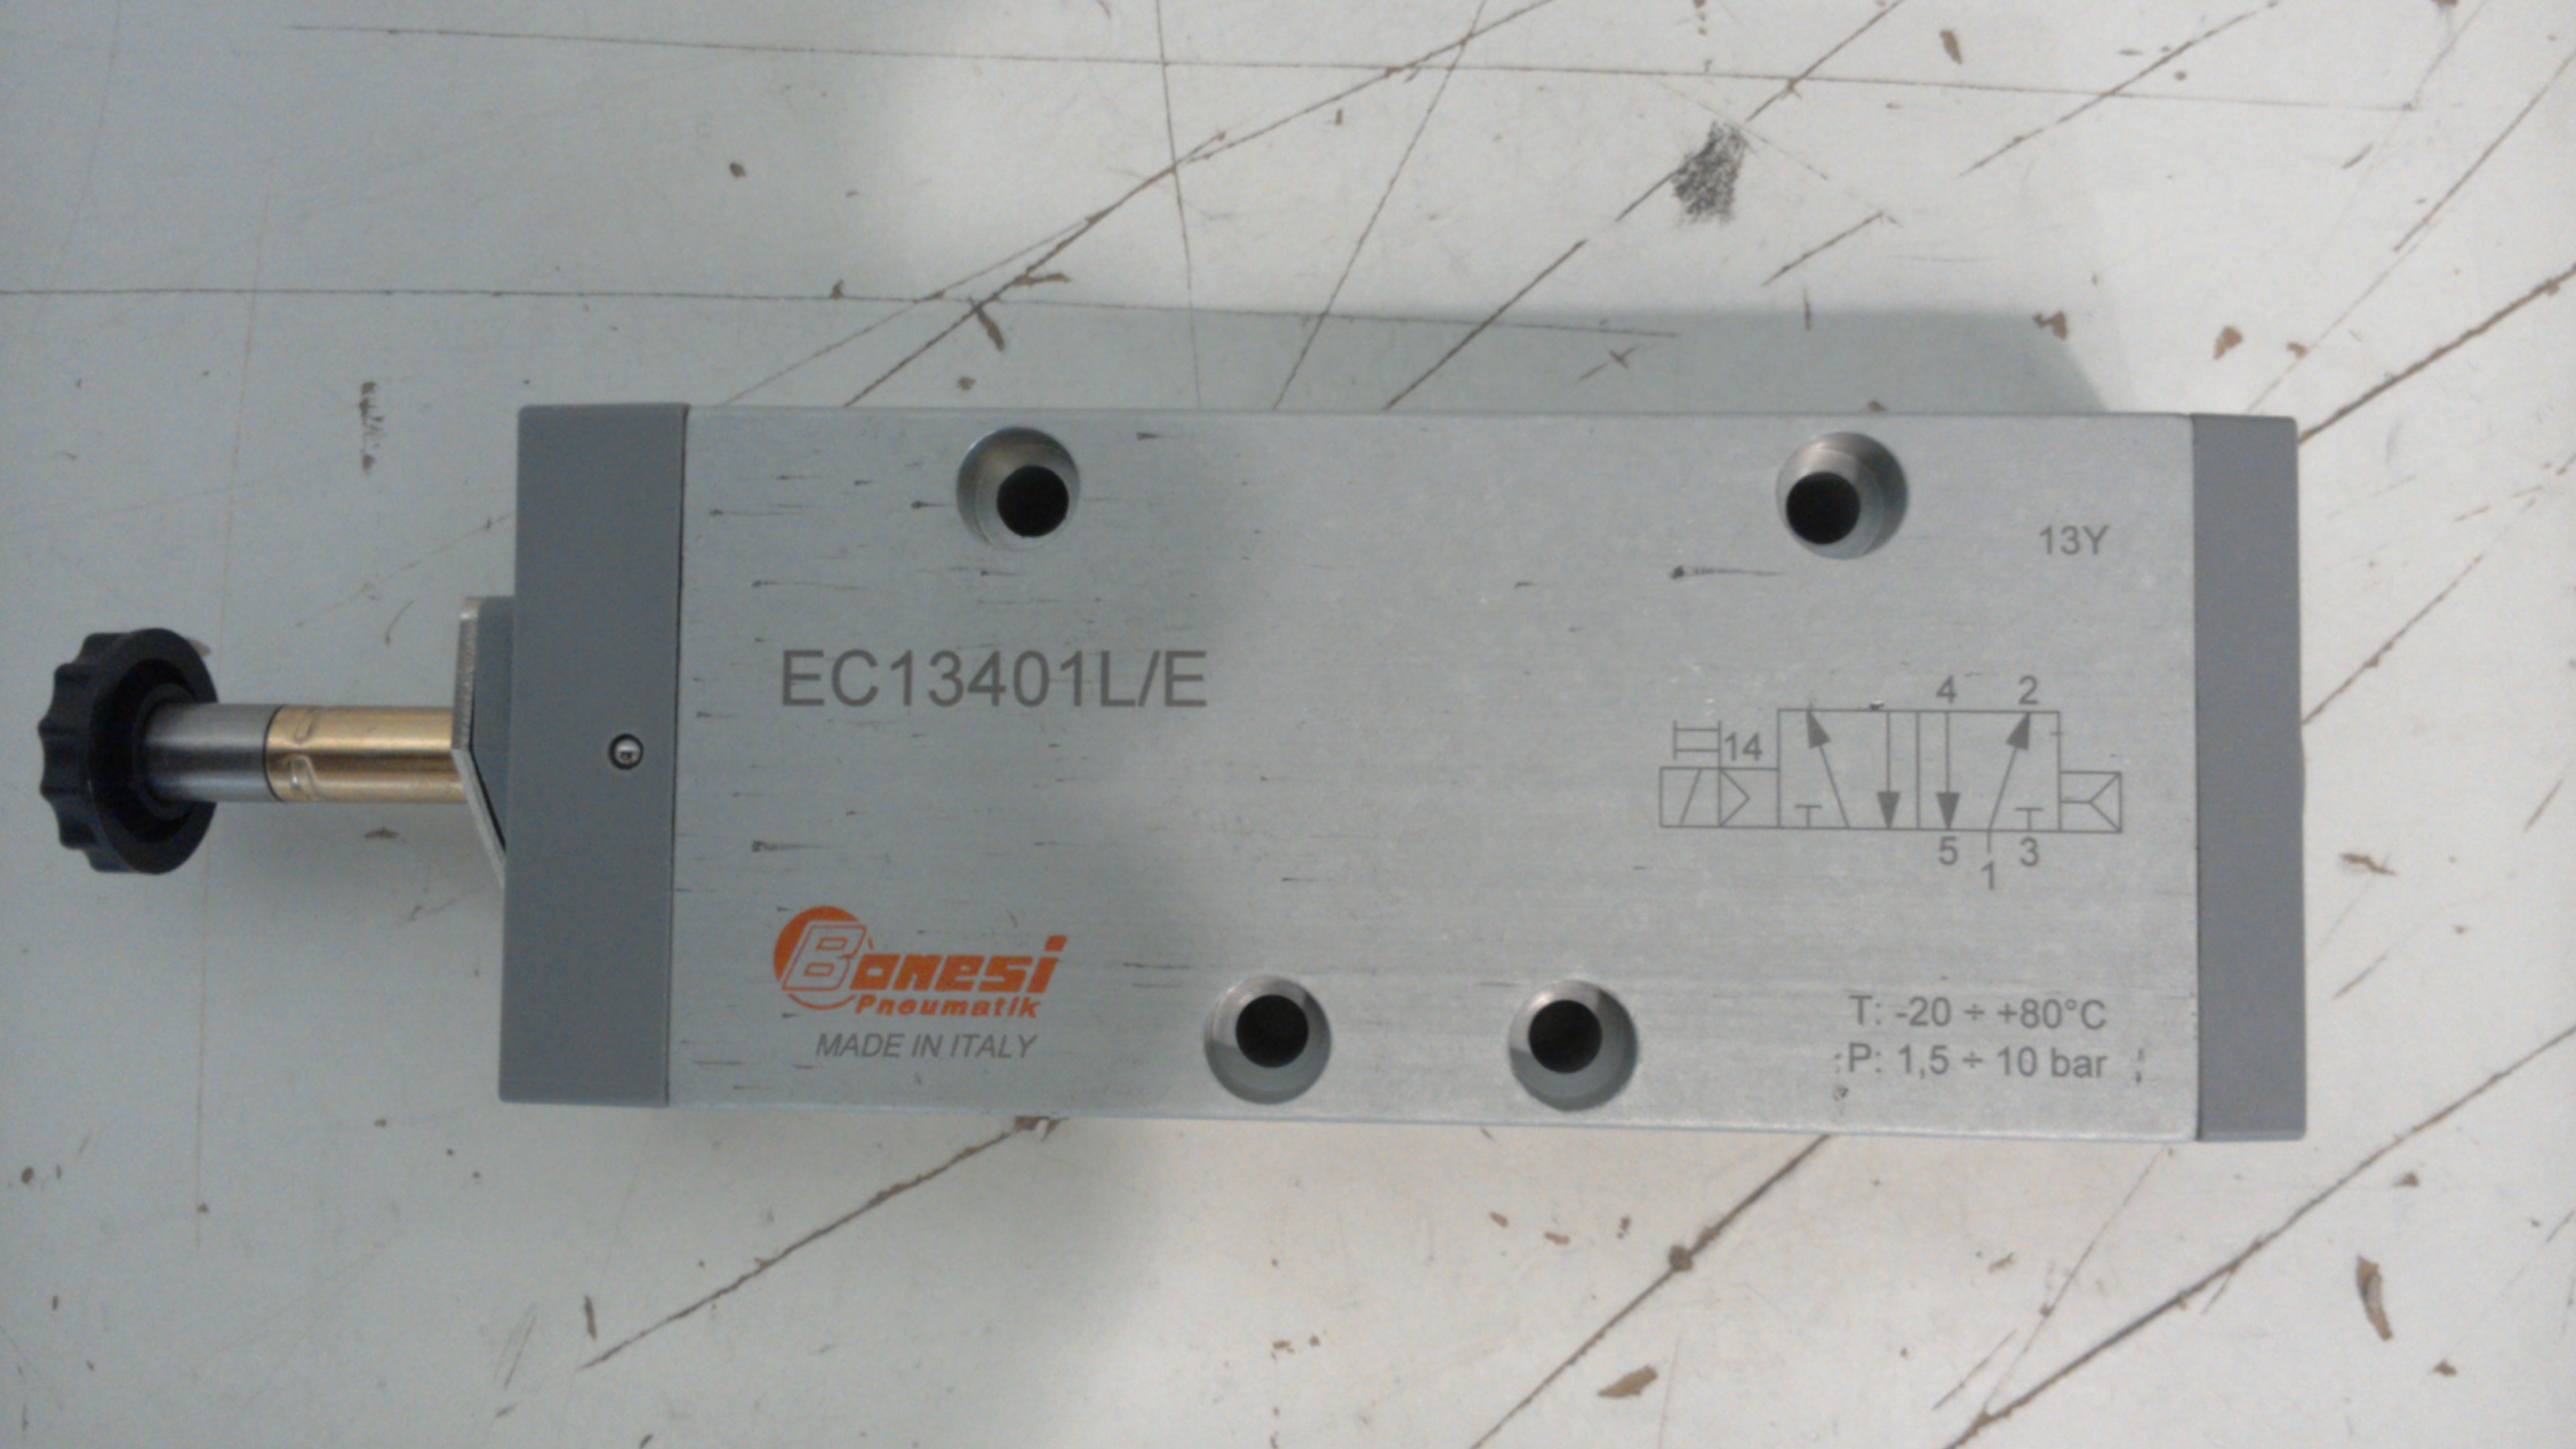 13Y
EC13401L/E
4 2
14
5 1 3
Bonesi
Pneumatik
MADE IN ITALY
T: -20 ÷ +80°C
P: 1,5 ÷ 10 bar